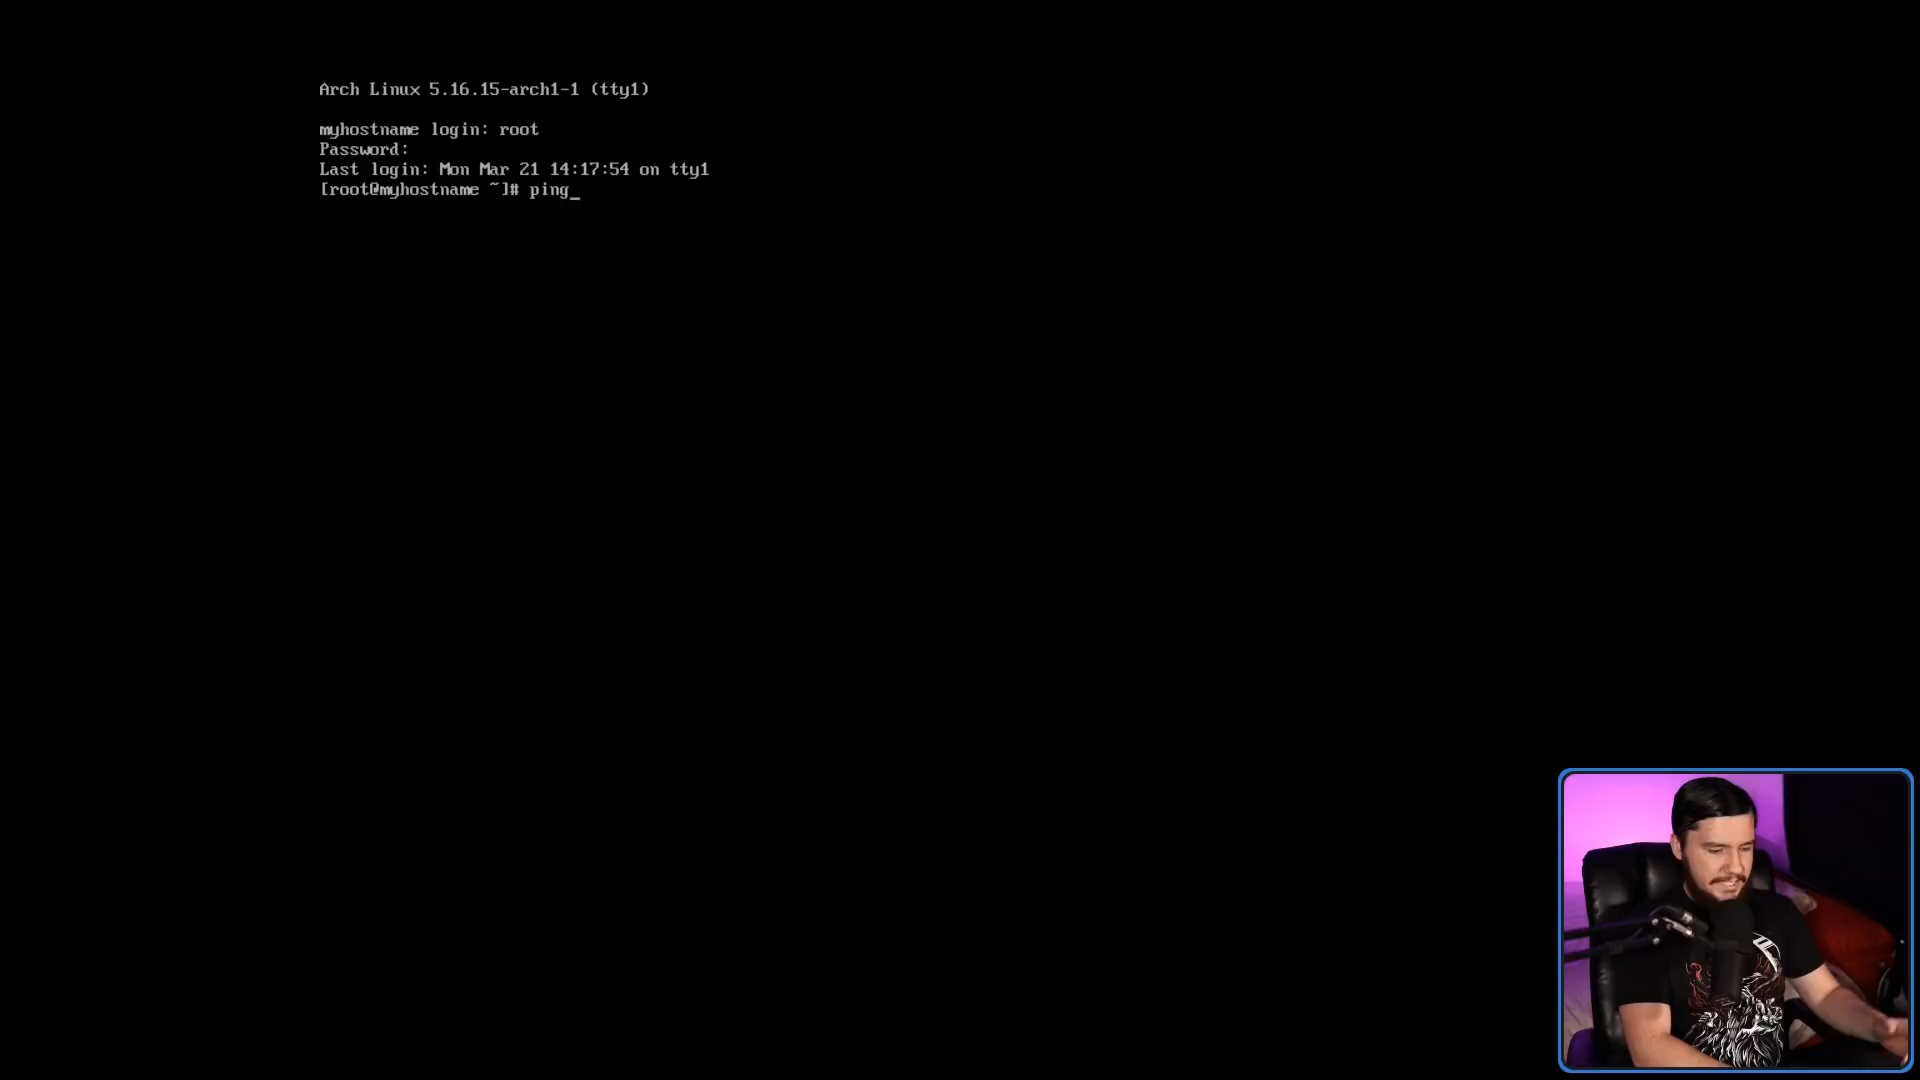 Arch Linux 5.16.15-arch1-1 (tty1)
myhostname login: root
Password:
Last login: Mon Mar 21 14:17:54 on tty1
[root@myhostname ~]# ping_